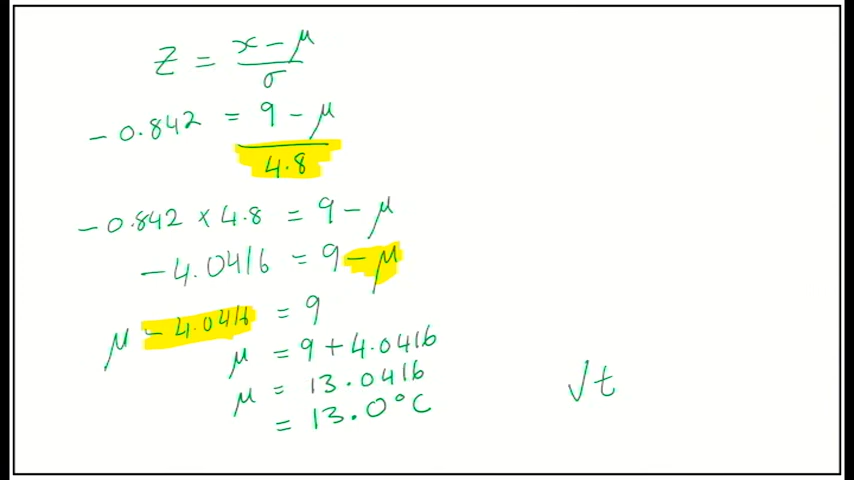 Z = x - μ / σ
-0.842 = 9 - μ / 4.8
-0.842 × 4.8 = 9 - μ
-4.0416 = 9 - μ
μ - 4.0416 = 9
μ = 9 + 4.0416
μ = 13.0416
= 13.0°C
√t